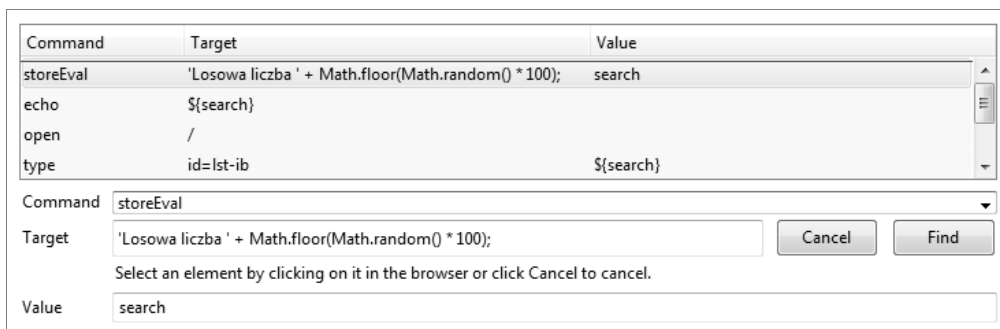 Command Target Value
storeEval 'Losowa liczba ' + Math.floor(Math.random() * 100); search
echo ${search}
open /
type id=lst-ib ${search}
Command storeEval
Target 'Losowa liczba ' + Math.floor(Math.random() * 100); Cancel Find
Select an element by clicking on it in the browser or click Cancel to cancel.
Value search